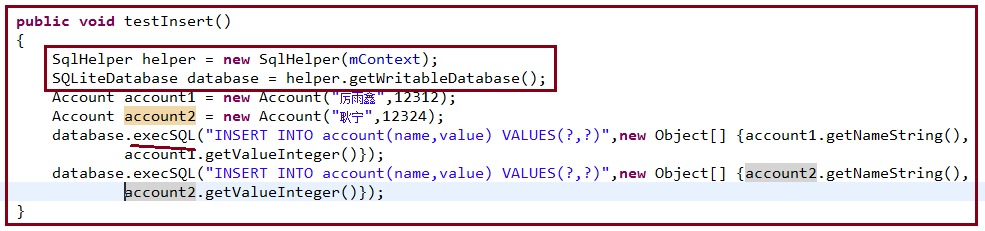 public void testInsert()
{
SqlHelper helper = new SqlHelper(mContext);
SQLiteDatabase database = helper.getWritableDatabase();
Account account1 = new Account("厉雨鑫",12312);
Account account2 = new Account("耿宁",12324);
database.execSQL("INSERT INTO account(name,value) VALUES(?,?)",new Object[] {account1.getNameString(),
account1.getValueInteger()});
database.execSQL("INSERT INTO account(name,value) VALUES(?,?)",new Object[] {account2.getNameString(),
account2.getValueInteger()});
}